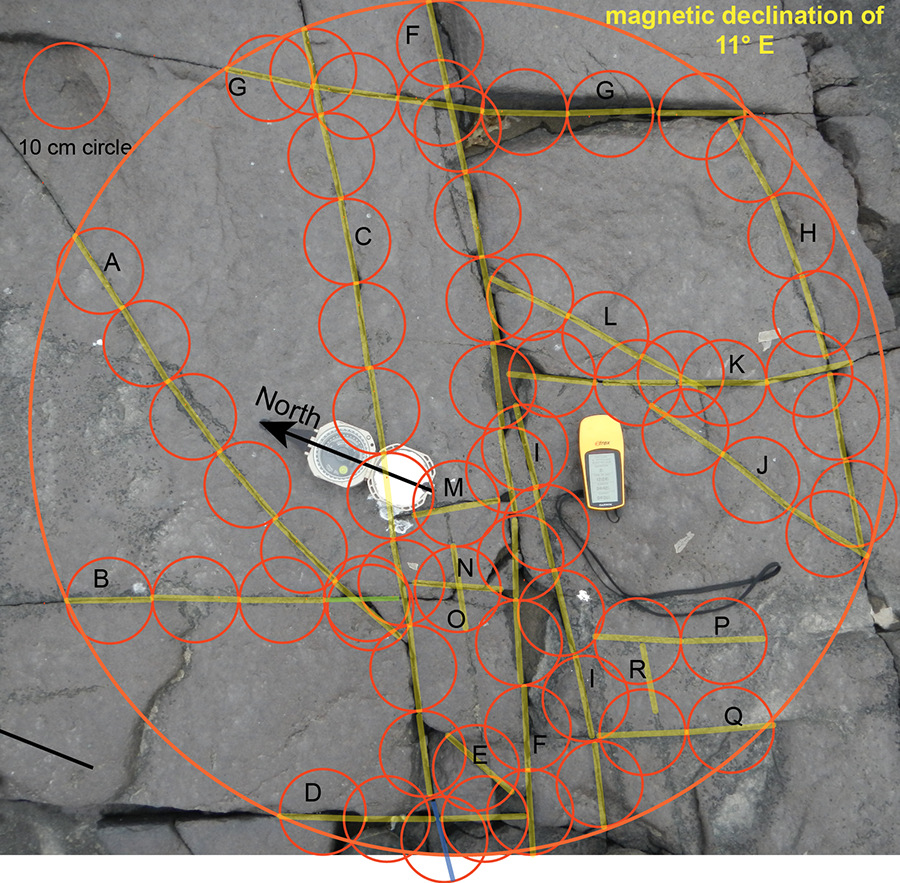 magnetic declination of
11° E
F
G
G
10 cm circle
C
H
A
L
K
North
I
J
M
B
N
O
P
R
I
Q
F
E
D